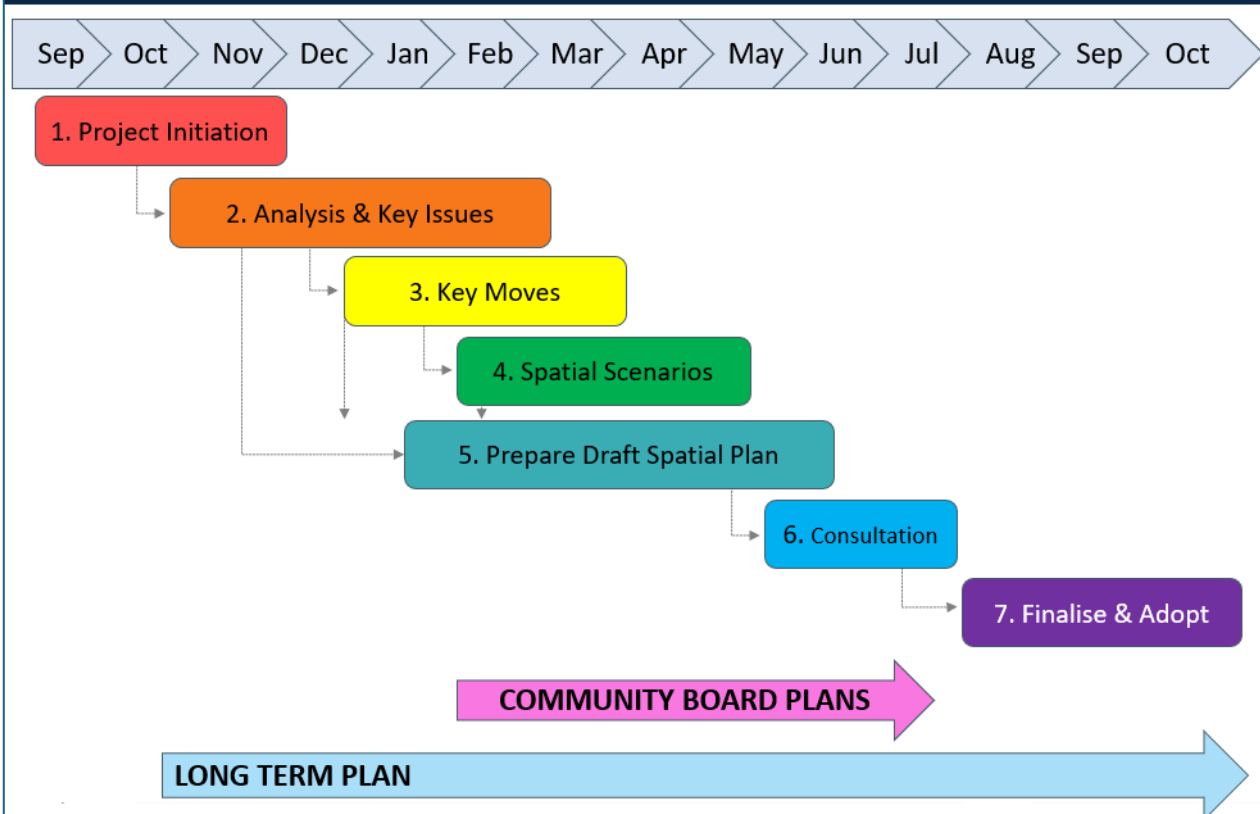 Sep Oct Nov Dec Jan Feb Mar Apr May Jun Jul Aug Sep Oct
1. Project Initiation
2. Analysis & Key Issues
3. Key Moves
4. Spatial Scenarios
5. Prepare Draft Spatial Plan
6. Consultation
7. Finalise & Adopt
COMMUNITY BOARD PLANS
LONG TERM PLAN